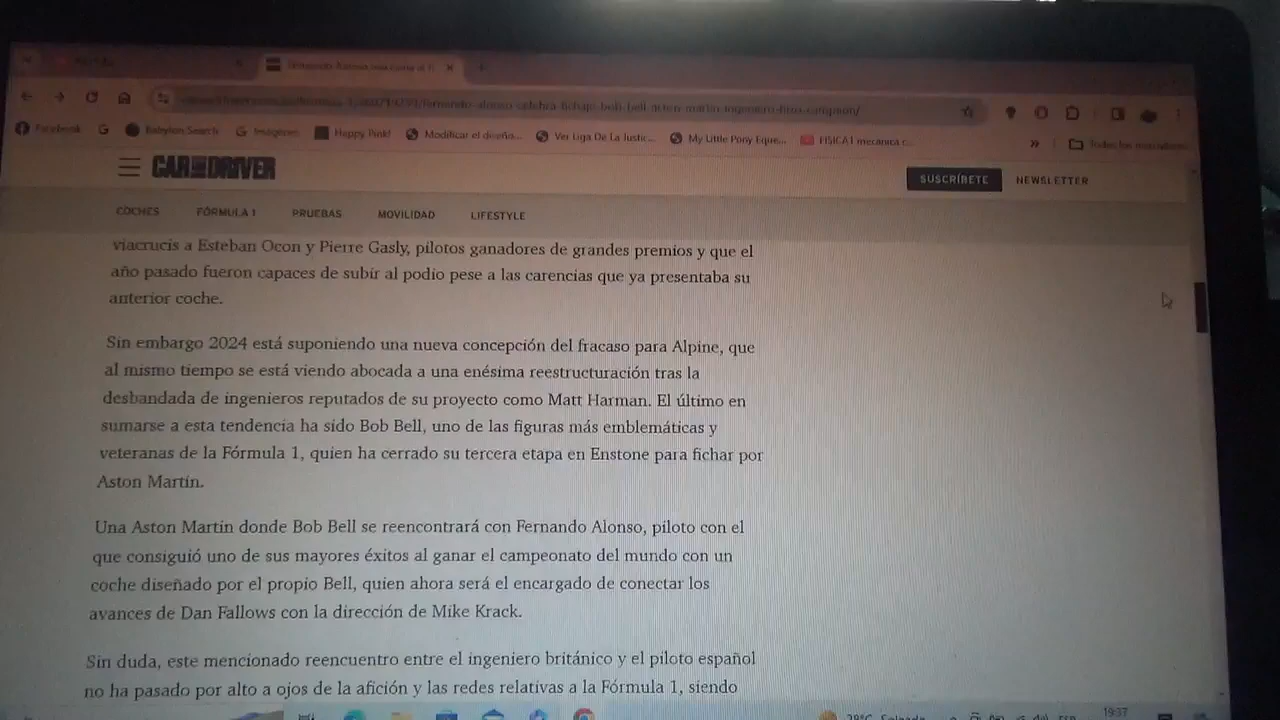 Facebook
G
Babylon Search
Imágenes
Happy Pink!
Modificar el diseño...
Ver Liga De La Justic...
My Little Pony Eque...
FISICA I mecánica c...
»
CAR AND DRIVER
SUSCRÍBETE
NEWSLETTER
COCHES
FÓRMULA 1
PRUEBAS
MOVILIDAD
LIFESTYLE
viacrucis a Esteban Ocon y Pierre Gasly, pilotos ganadores de grandes premios y que el
año pasado fueron capaces de subir al podio pese a las carencias que ya presentaba su
anterior coche.
Sin embargo 2024 está suponiendo una nueva concepción del fracaso para Alpine, que
al mismo tiempo se está viendo abocada a una enésima reestructuración tras la
desbandada de ingenieros reputados de su proyecto como Matt Harman. El último en
sumarse a esta tendencia ha sido Bob Bell, uno de las figuras más emblemáticas y
veteranas de la Fórmula 1, quien ha cerrado su tercera etapa en Enstone para fichar por
Aston Martin.
Una Aston Martin donde Bob Bell se reencontrará con Fernando Alonso, piloto con el
que consiguió uno de sus mayores éxitos al ganar el campeonato del mundo con un
coche diseñado por el propio Bell, quien ahora será el encargado de conectar los
avances de Dan Fallows con la dirección de Mike Krack.
Sin duda, este mencionado reencuentro entre el ingeniero británico y el piloto español
no ha pasado por alto a ojos de la afición y las redes relativas a la Fórmula 1, siendo
19:37